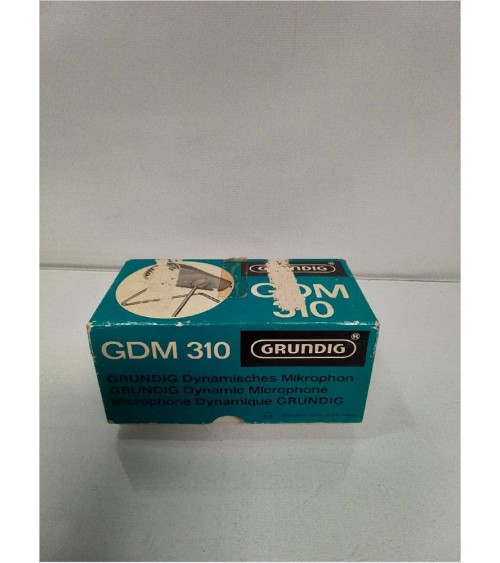 GRUNDIG
GDM
310
GDM 310
GRUNDIG®
GRUNDIG Dynamisches Mikrophon
GRUNDIG Dynamic Microphone
Microphone Dynamique GRUNDIG